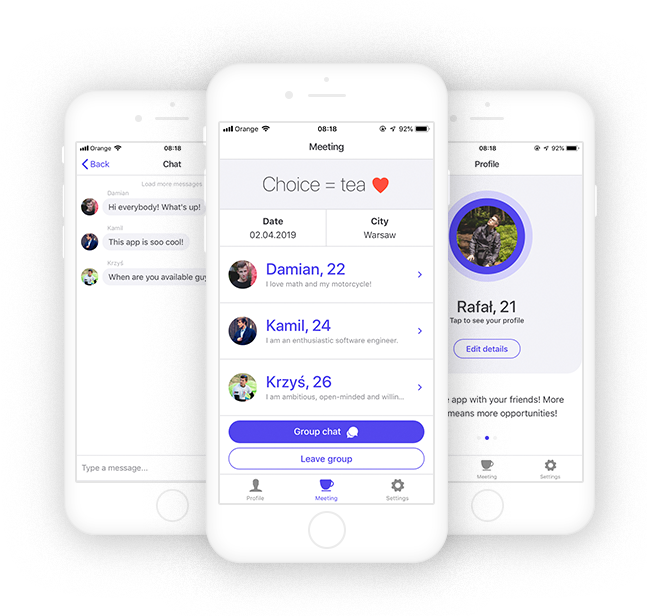 Orange
08:18
Back
Chat
Load more messages
Damian
Hi everybody! What's up!
Kamil
This app is soo cool!
Krzyś
When are you available guy
Type a message...
Orange
08:18
92%
Meeting
Choice = tea
Date
02.04.2019
City
Warsaw
Damian, 22
I love math and my motorcycle!
Kamil, 24
I am an enthusiastic software engineer.
Krzyś, 26
I am ambitious, open-minded and willin...
Group chat
Leave group
Profile
Meeting
Settings
08:18
92%
Profile
Rafał, 21
Tap to see your profile
Edit details
e app with your friends! More
means more opportunities!
Meeting
Settings